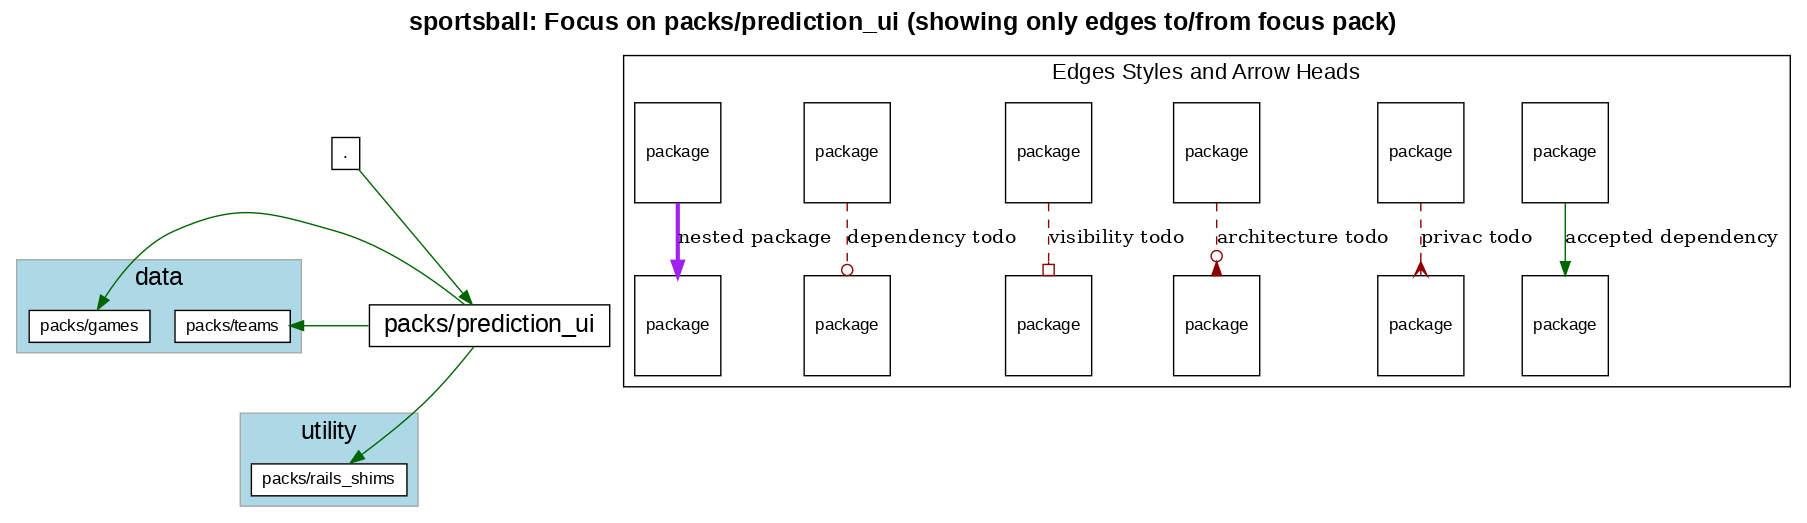 sportsball: Focus on packs/prediction_ui (showing only edges to/from focus pack)
Edges Styles and Arrow Heads
.
package
package
package
package
package
package
nested package
dependency todo
visibility todo
architecture todo
privac todo
accepted dependency
package
package
package
package
package
package
data
packs/games
packs/teams
packs/prediction_ui
utility
packs/rails_shims